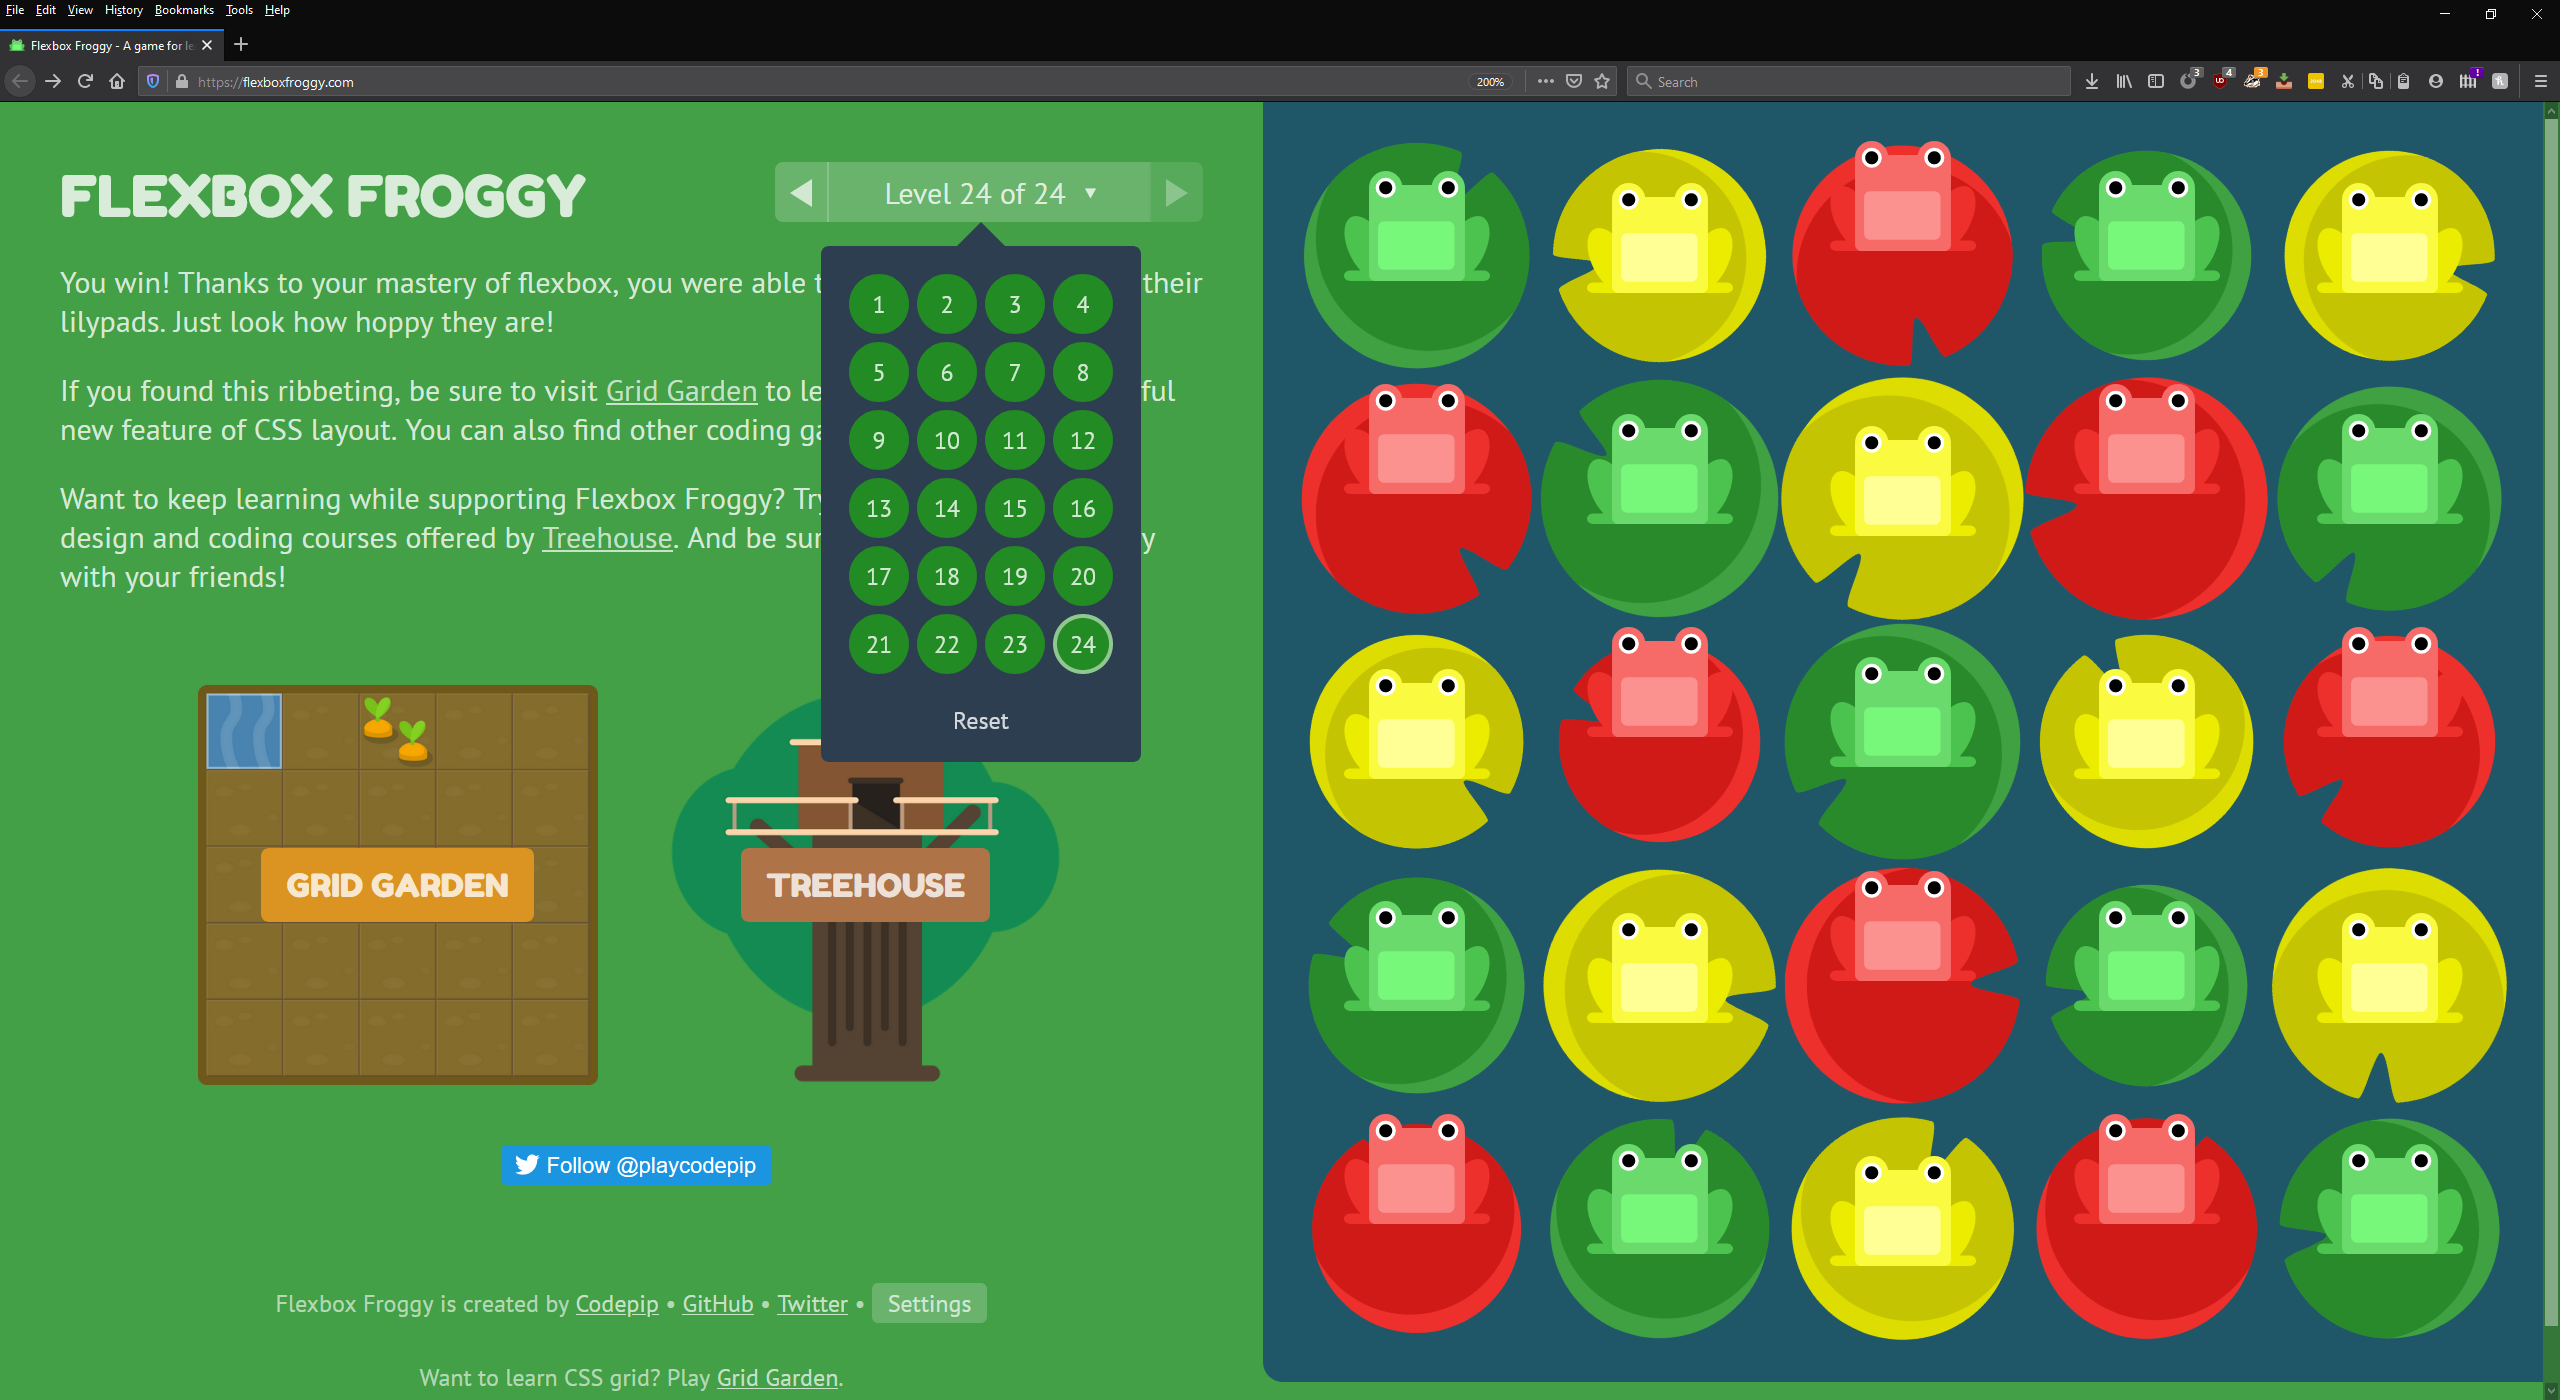 File Edit View History Bookmarks Tools Help
Flexbox Froggy - A game for le
https://flexboxfroggy.com
200%
Search
3
4
3
FLEXBOX FROGGY
Level 24 of 24 ▼
You win! Thanks to your mastery of flexbox, you were able t their
lilypads. Just look how hoppy they are!
If you found this ribbeting, be sure to visit Grid Garden to le ful
new feature of CSS layout. You can also find other coding ga
Want to keep learning while supporting Flexbox Froggy? Try
design and coding courses offered by Treehouse. And be sur y
with your friends!
1 2 3 4
5 6 7 8
9 10 11 12
13 14 15 16
17 18 19 20
21 22 23 24
Reset
GRID GARDEN
TREEHOUSE
Follow @playcodepip
Flexbox Froggy is created by Codepip • GitHub • Twitter • Settings
Want to learn CSS grid? Play Grid Garden.